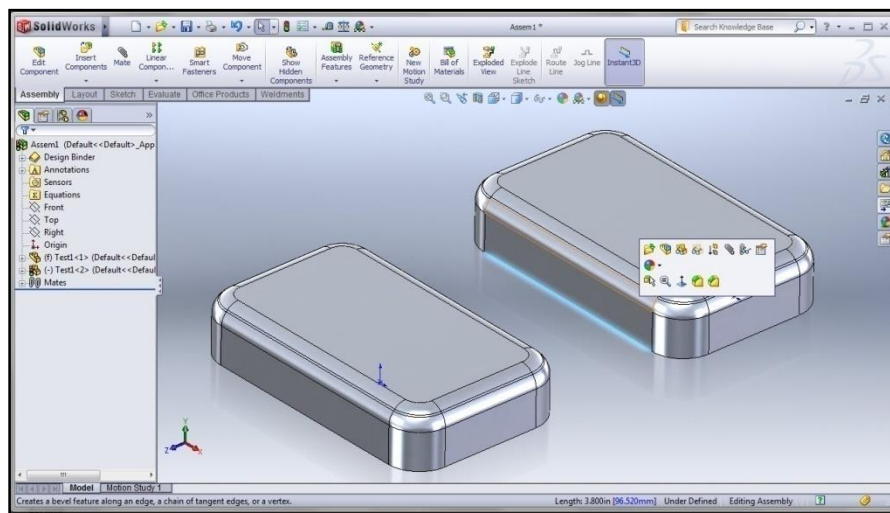 SolidWorks
Assem1 *
Search Knowledge Base
Edit Component
Insert Components
Mate
Linear Compon...
Smart Fasteners
Move Component
Show Hidden Components
Assembly Features
Reference Geometry
New Motion Study
Bill of Materials
Exploded View
Explode Line Sketch
Route Line
Jog Line
Instant3D
Assembly Layout Sketch Evaluate Office Products Weldments
Assem1 (Default<<Default>_App
Design Binder
Annotations
Sensors
Equations
Front
Top
Right
Origin
(f) Test1<1> (Default<<Defaul
(-) Test1<2> (Default<<Defaul
Mates
Y
Z
X
Model Motion Study 1
Creates a bevel feature along an edge, a chain of tangent edges, or a vertex.
Length: 3.800in [96.520mm] Under Defined Editing Assembly